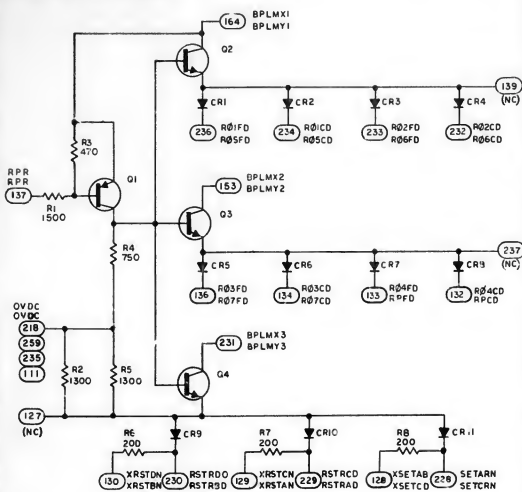 164 BPLMX1
BPLMY1
Q2
139
(NC)
CR1
CR2
CR3
CR4
236 RØ1FD
RØ5FD
234 RØ1CD
RØ5CD
233 RØ2FD
RØ6FD
232 RØ2CD
RØ6CD
R3
470
RPR
RPR
137
R1
1500
Q1
153 BPLMX2
BPLMY2
Q3
237
(NC)
R4
750
CR5
CR6
CR7
CR9
136 RØ3FD
RØ7FD
134 RØ3CD
RØ7CD
133 RØ4FD
RPFD
132 RØ4CD
RPCD
OVDC
OVDC
218
259
235
111
R2
1300
R5
1300
231 BPLMX3
BPLMY3
Q4
127
(NC)
R6
200
CR9
R7
200
CR10
R8
200
CR11
130 XRSTDN
XRSTBN
230 RSTRDO
RSTRBD
129 XRSTCN
XRSTAN
229 RSTRCD
RSTRAD
128 XSETAB
XSETCD
228 SETARN
SETCRN